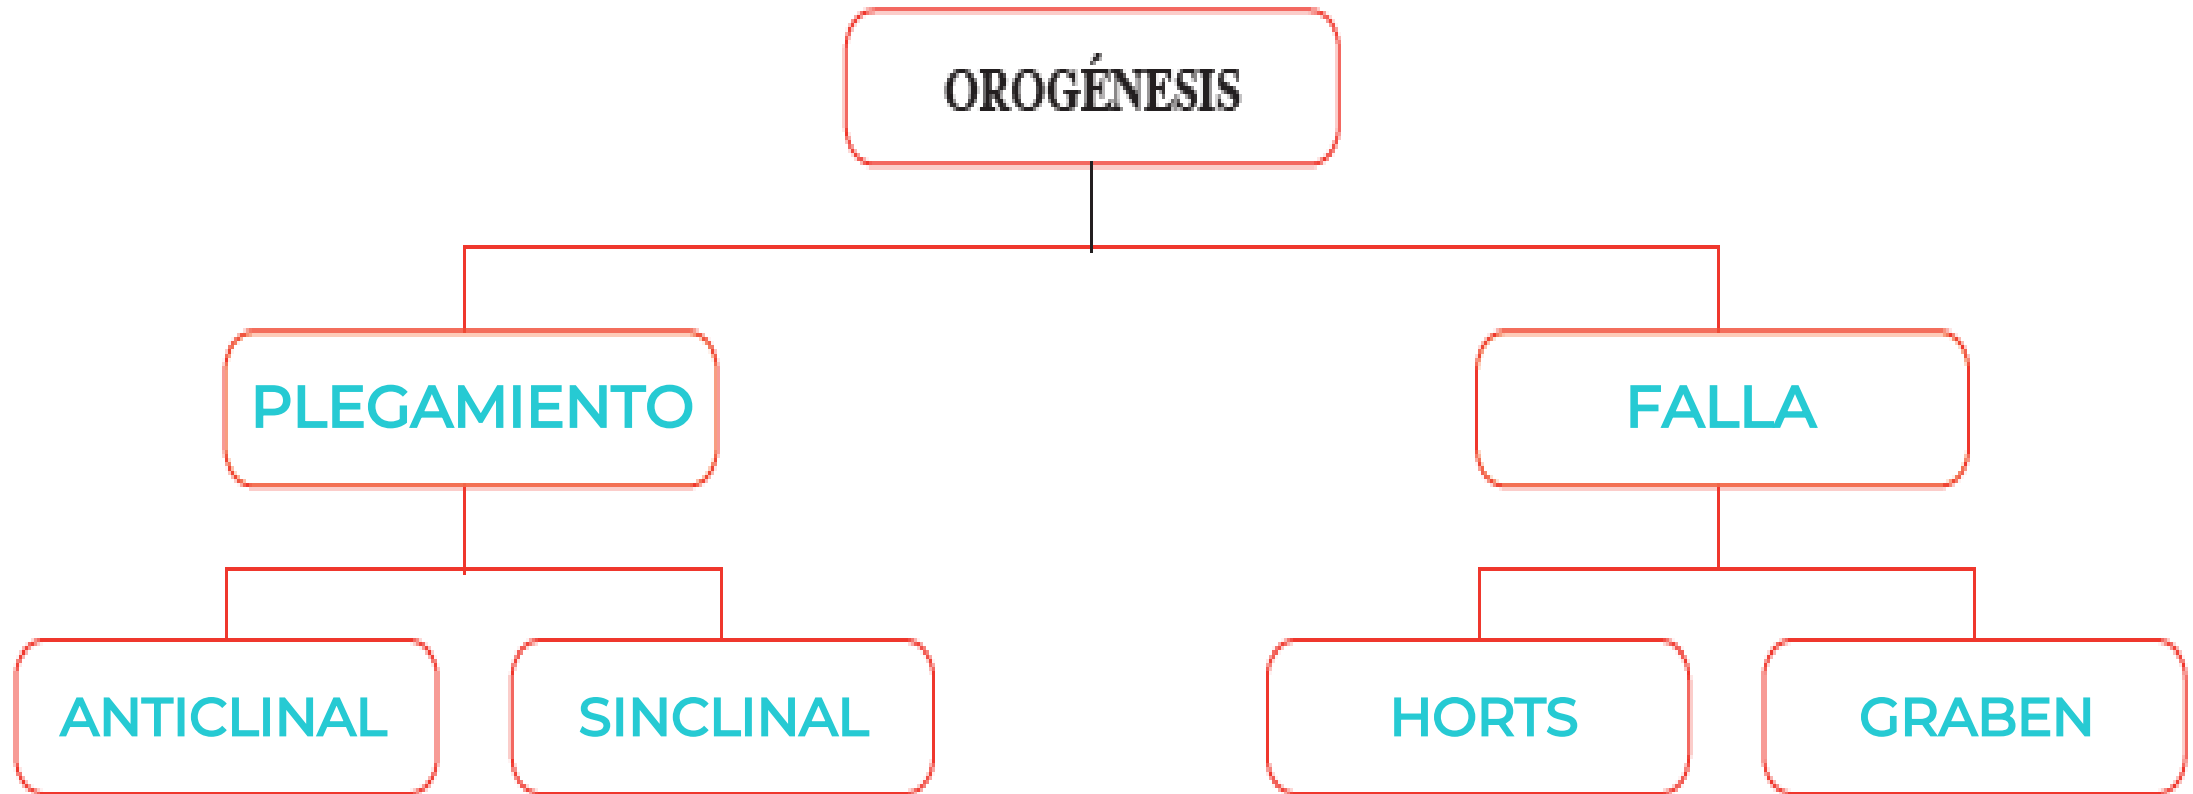 OROGÉNESIS
PLEGAMIENTO
FALLA
ANTICLINAL
SINCLINAL
HORTS
GRABEN